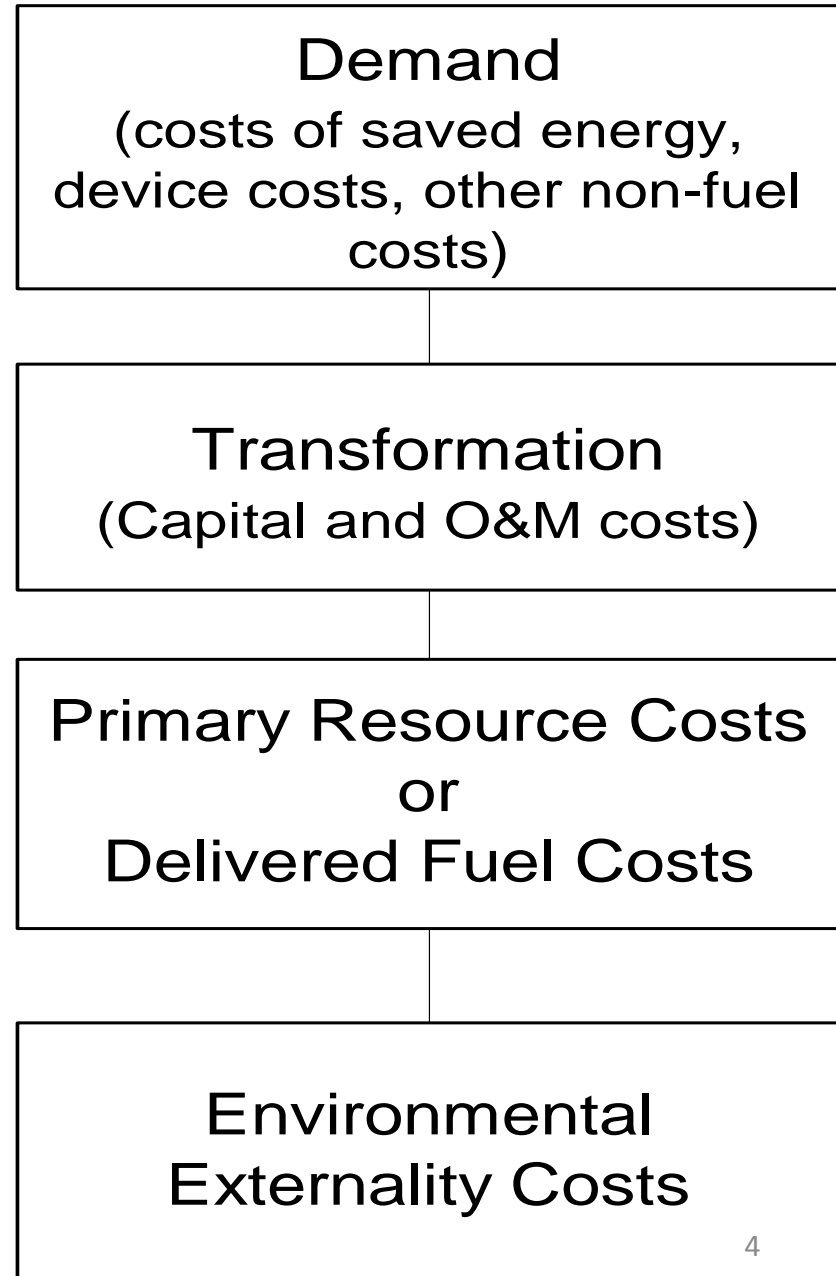 Demand
(costs of saved energy,
device costs, other non-fuel
costs)
Transformation
(Capital and O&M costs)
Primary Resource Costs
or
Delivered Fuel Costs
Environmental
Externality Costs
4